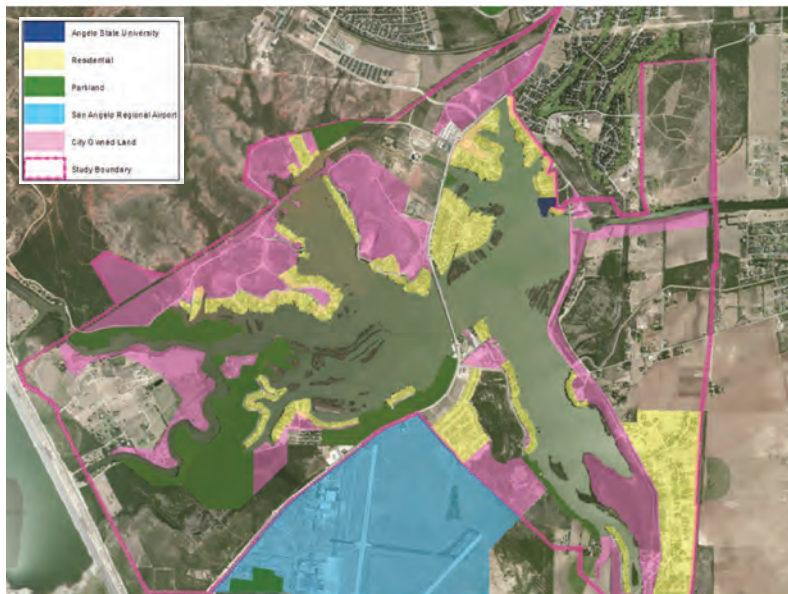 Angelo State University
Residential
Parkland
San Angelo Regional Airport
City Owned Land
Study Boundary